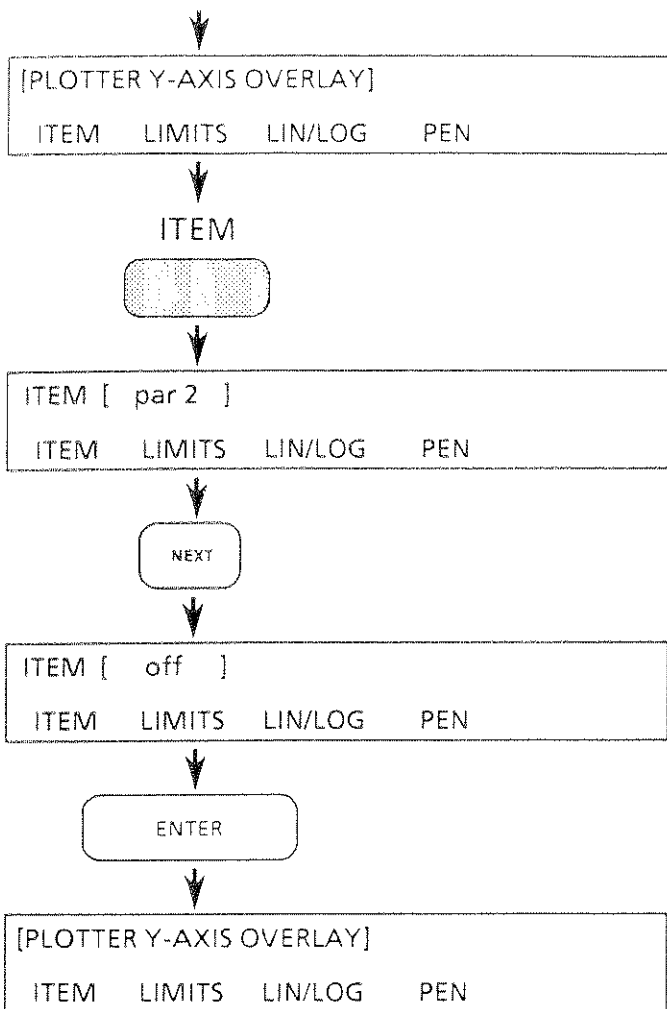 [PLOTTER Y-AXIS OVERLAY]
ITEM LIMITS LIN/LOG PEN
ITEM
ITEM [ par 2 ]
ITEM LIMITS LIN/LOG PEN
NEXT
ITEM [ off ]
ITEM LIMITS LIN/LOG PEN
ENTER
[PLOTTER Y-AXIS OVERLAY]
ITEM LIMITS LIN/LOG PEN